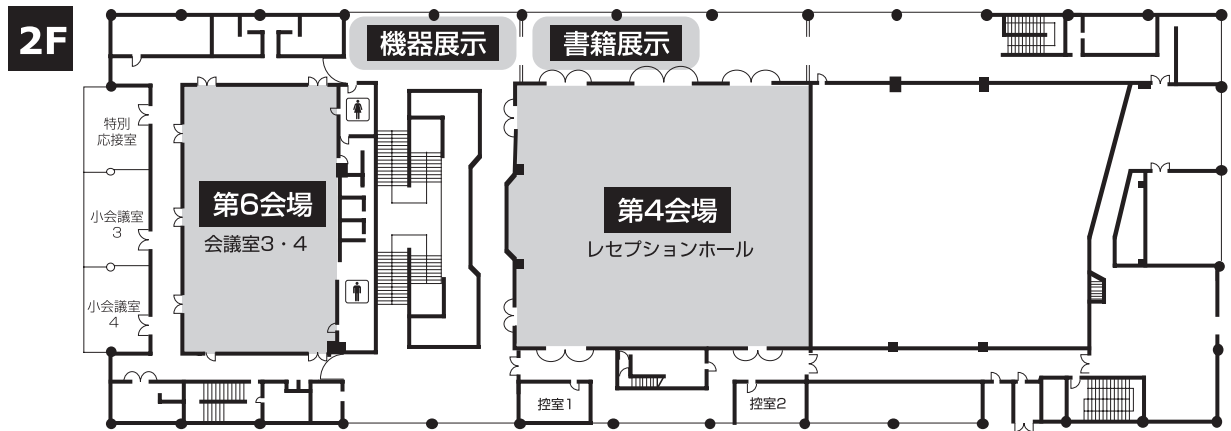 2F
機器展示
書籍展示
特別
応接室
第6会場
会議室3・4
第4会場
レセプションホール
小会議室
3
小会議室
4
控室1
控室2